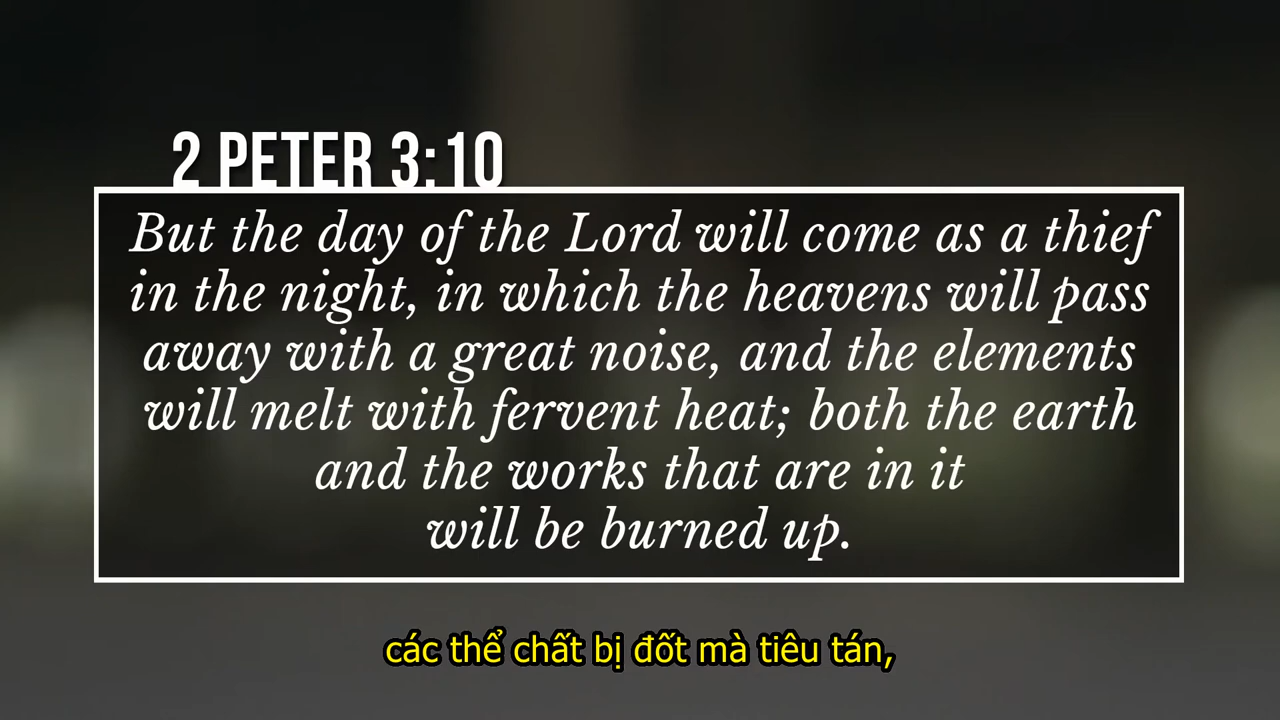 2 PETER 3:10
But the day of the Lord will come as a thief
in the night, in which the heavens will pass
away with a great noise, and the elements
will melt with fervent heat; both the earth
and the works that are in it
will be burned up.
các thể chất bị đốt mà tiêu tán,